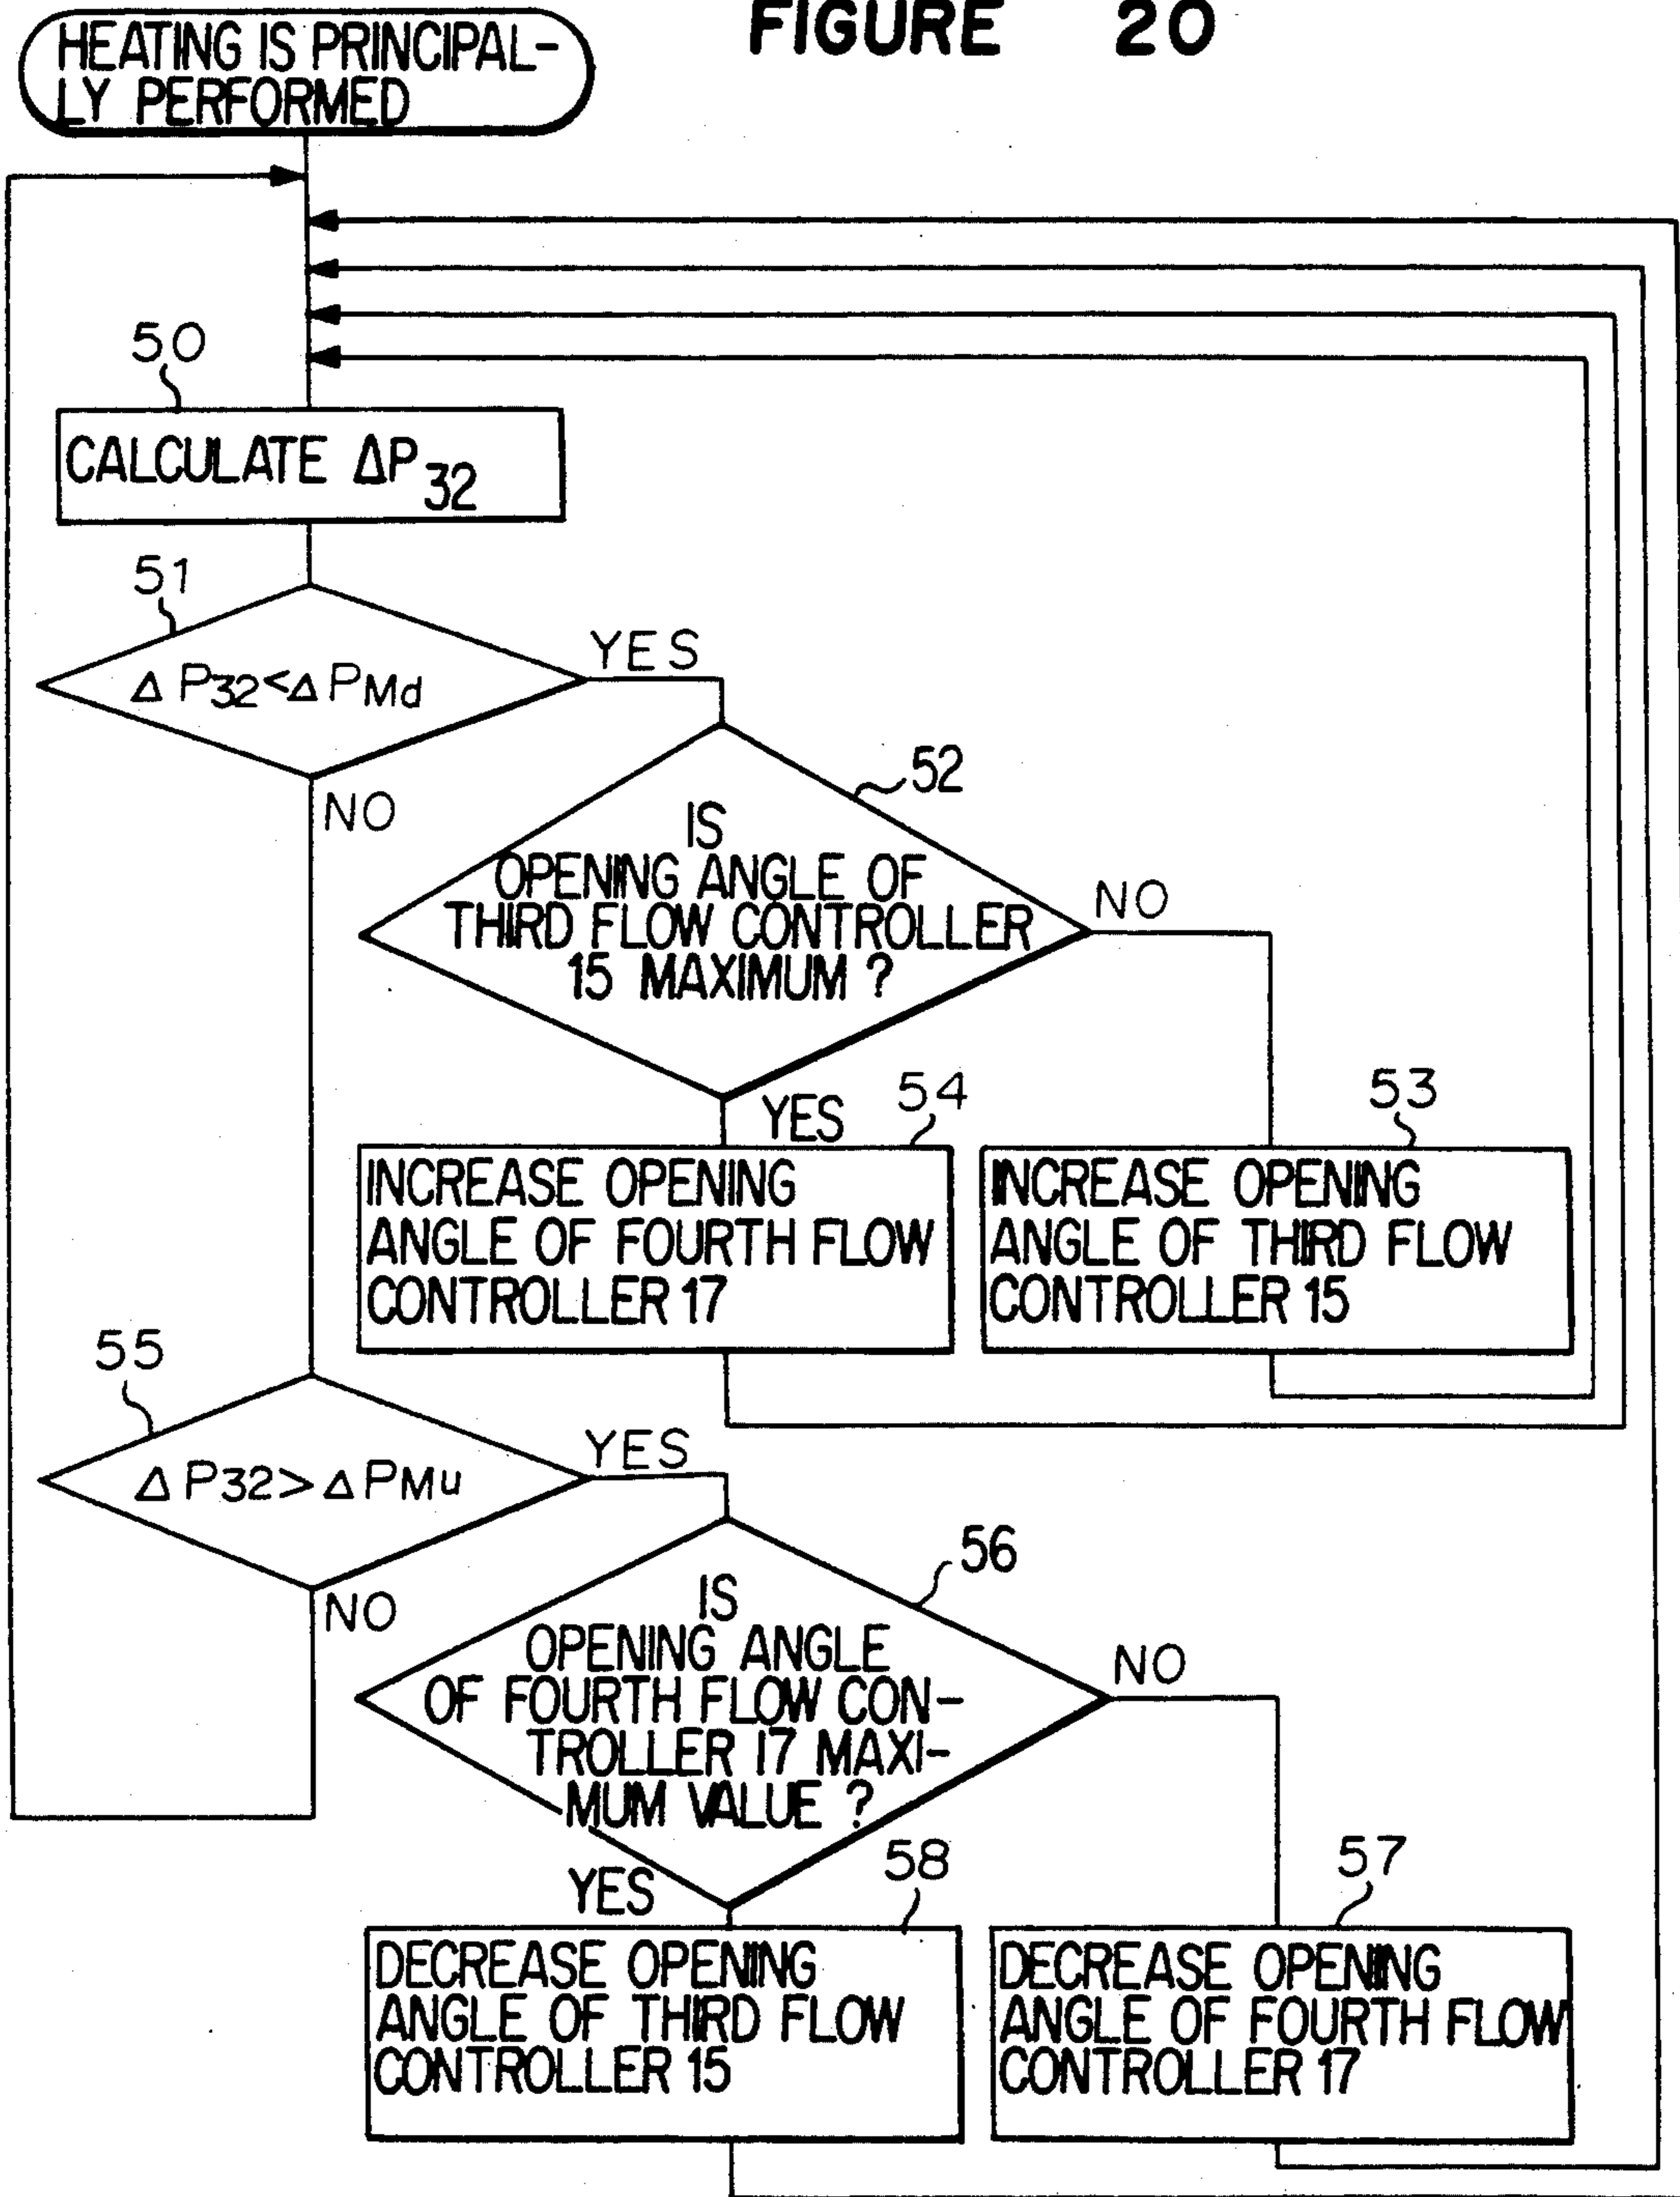 FIGURE 20
HEATING IS PRINCIPAL-
LY PERFORMED
50
CALCULATE ΔP32
51
ΔP32<ΔPMd
YES
NO
52
IS
OPENING ANGLE OF
THIRD FLOW CONTROLLER
15 MAXIMUM ?
NO
YES
54
INCREASE OPENING
ANGLE OF FOURTH FLOW
CONTROLLER 17
53
INCREASE OPENING
ANGLE OF THIRD FLOW
CONTROLLER 15
55
ΔP32>ΔPMu
YES
NO
56
IS
OPENING ANGLE
OF FOURTH FLOW CON-
TROLLER 17 MAXI-
MUM VALUE ?
NO
YES
58
DECREASE OPENING
ANGLE OF THIRD FLOW
CONTROLLER 15
57
DECREASE OPENING
ANGLE OF FOURTH FLOW
CONTROLLER 17